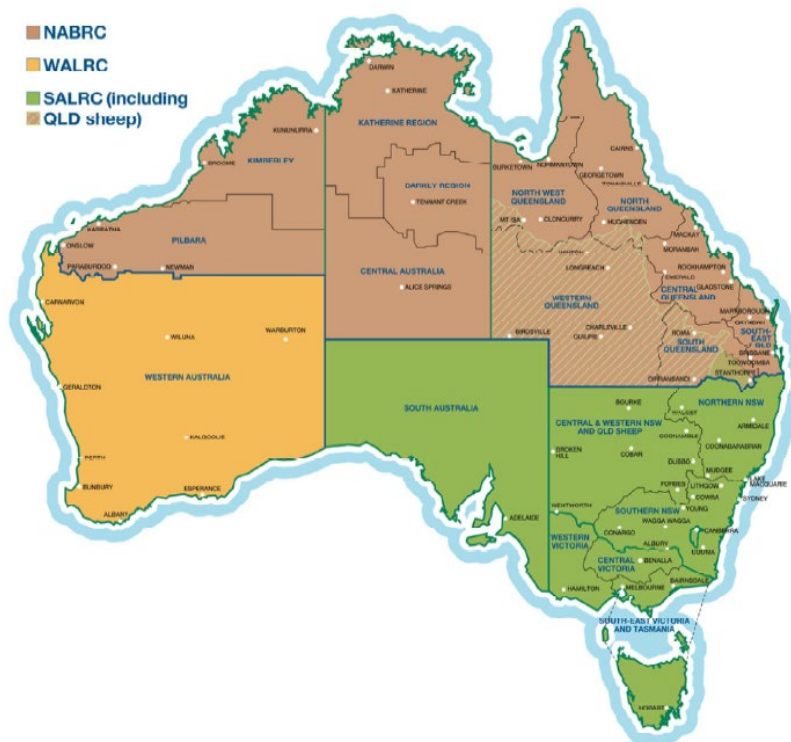 NABRC
WALRC
SALRC (including
QLD sheep)
DARWIN
KATHERINE
KATHERINE REGION
KUNUNURRA
BROOME
KIMBERLEY
CAIRNS
NORMANTOWN
BURKETOWN
GEORGETOWN
TOWNSVILLE
BARKLY REGION
TENNANT CREEK
NORTH WEST
QUEENSLAND
NORTH
QUEENSLAND
MT ISA
CLONCURRY
HUGHENDEN
MACKAY
MORANBAH
KARRATHA
ONSLOW
PILBARA
PARABURDOO
NEWMAN
CENTRAL AUSTRALIA
ALICE SPRINGS
LONGREACH
EMERALD
ROCKHAMPTON
GLADSTONE
CENTRAL
QUEENSLAND
WESTERN
QUEENSLAND
CARNARVON
WILUNA
WARBURTON
BIRDSVILLE
CHARLEVILLE
QUILPIE
ROMA
SOUTH
QUEENSLAND
MARYBOROUGH
SOUTH-
EAST
QLD
BRISBANE
TOOWOOMBA
STANTHORPE
DIRRANBANDI
WESTERN AUSTRALIA
GERALDTON
SOUTH AUSTRALIA
BOURKE
WALGETT
NORTHERN NSW
ARMIDALE
CENTRAL & WESTERN NSW
AND QLD SHEEP
COONAMBLE
COONABARABRAN
KALGOOLIE
PERTH
BUNBURY
ALBANY
ESPERANCE
BROKEN
HILL
COBAR
DUBBO
MUDGEE
LAKE
MACQUARIE
SYDNEY
FORBES
LITHGOW
COWRA
YOUNG
WENTWORTH
SOUTHERN NSW
WAGGA WAGGA
CONARGO
CANBERRA
ADELAIDE
WESTERN
VICTORIA
ALBURY
COOMA
CENTRAL
VICTORIA
BENALLA
BAIRNSDALE
HAMILTON
MELBOURNE
SOUTH-EAST VICTORIA
AND TASMANIA
HOBART